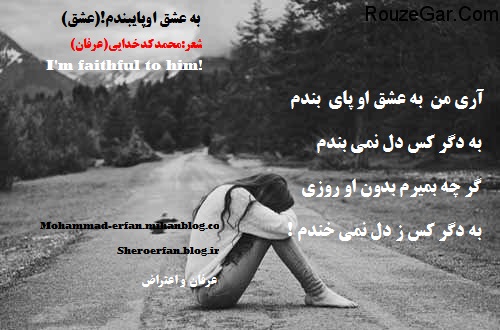 RouzeGar.Com
به عشق اوپایبندم!(عشق)
شعر:محمدکدخدایی(عرفان)
I'm faithful to him!
آری من به عشق او پای بندم
به دگر کس دل نمی بندم
گر چه بمیرم بدون او روزی
به دگر کس ز دل نمی خندم !
Mohammad-erfan.mihanblog.co
Sheroerfan.blog.ir
عرفان و اعتراض